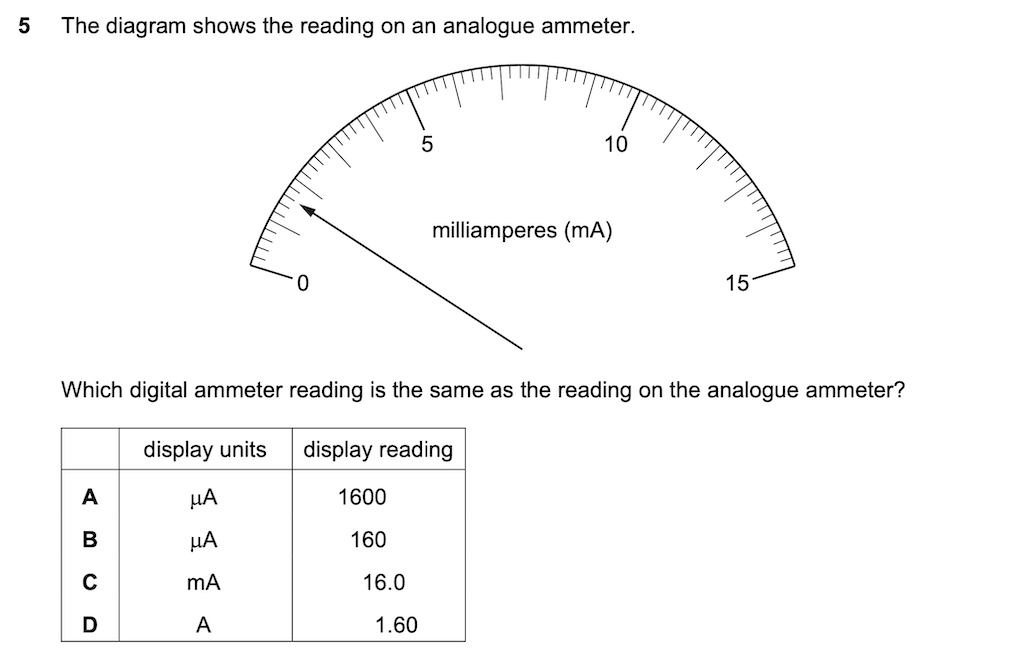 5 The diagram shows the reading on an analogue ammeter.
5
10
milliamperes (mA)
0
15
Which digital ammeter reading is the same as the reading on the analogue ammeter?
display units display reading
A μA 1600
B μA 160
C mA 16.0
D A 1.60